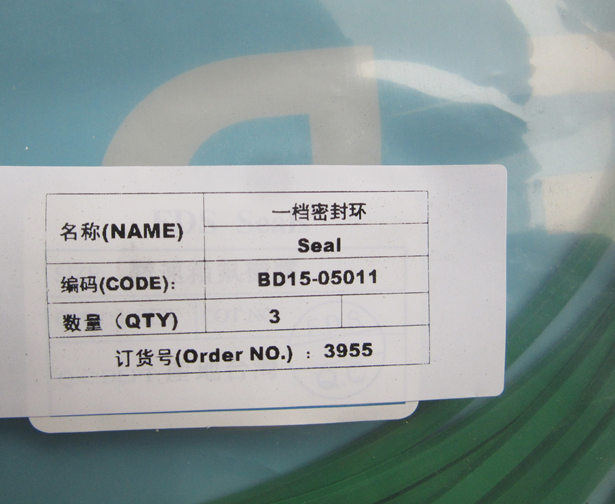 名称(NAME)
一档密封环
Seal
编码(CODE):
BD15-05011
数量（QTY)
3
订货号(Order NO.) : 3955